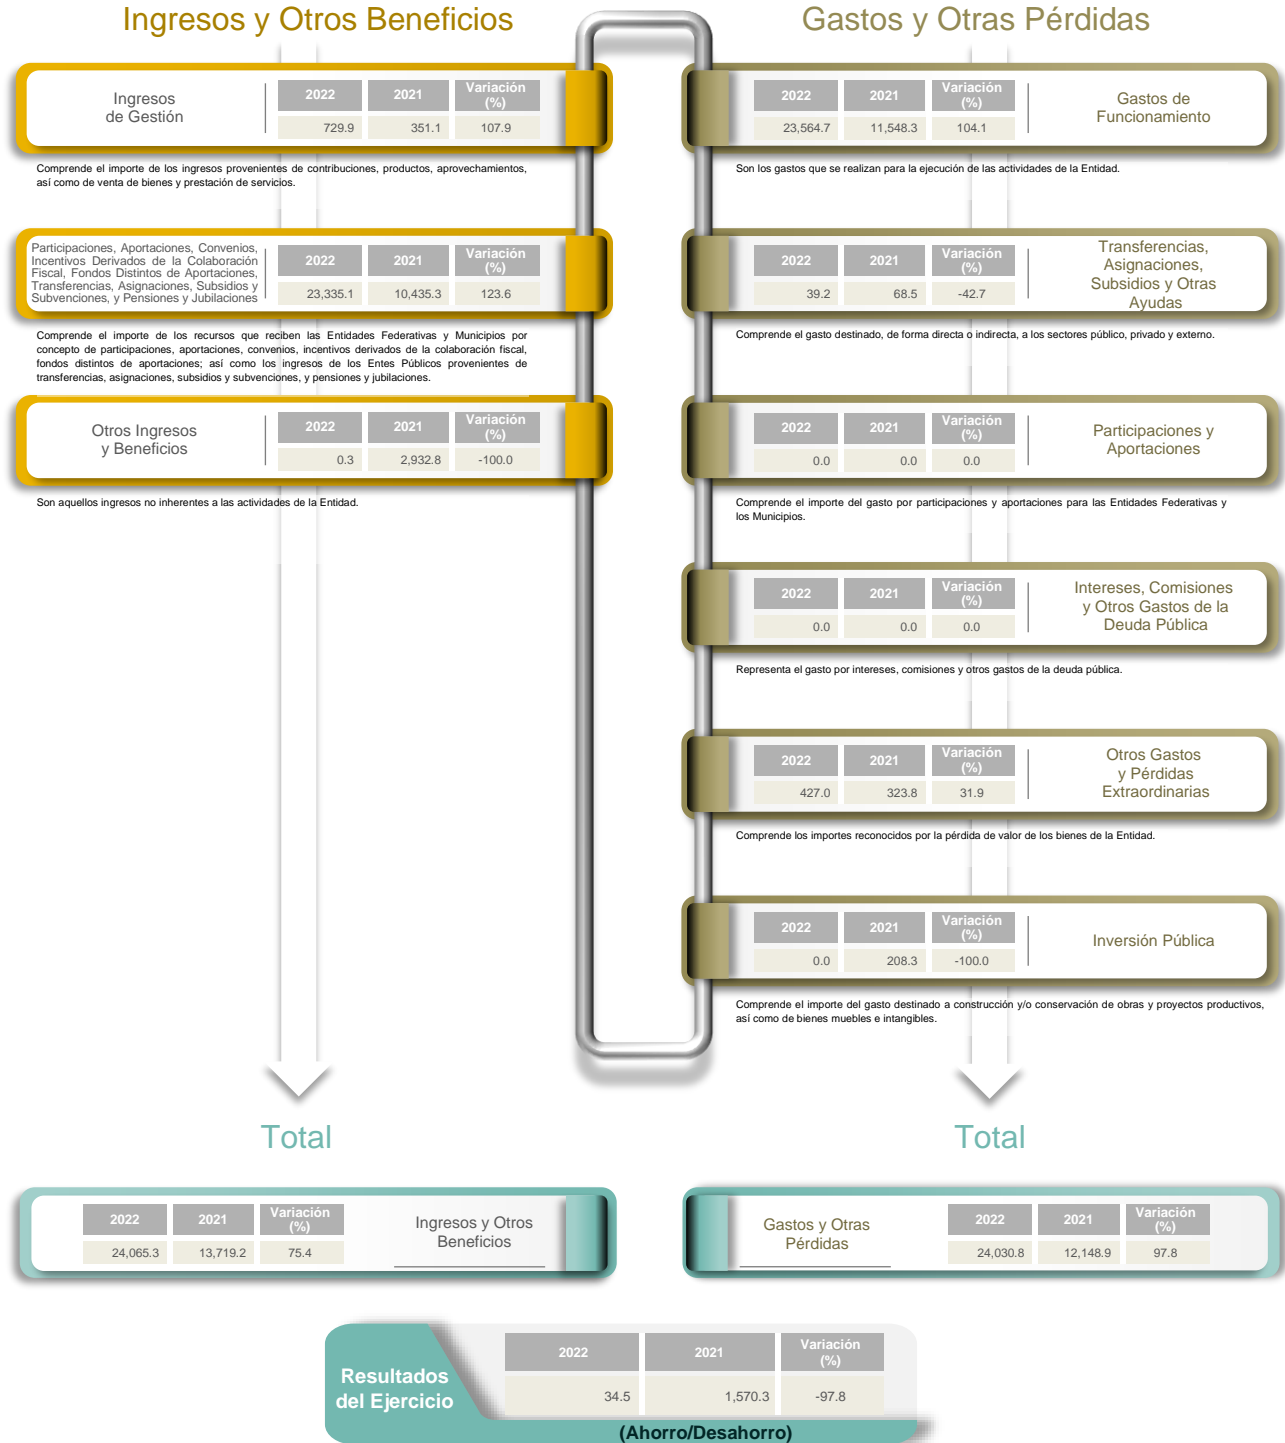 Ingresos y Otros Beneficios
Ingresos
de Gestión
2022 2021 Variación (%)
729.9 351.1 107.9
Comprende el importe de los ingresos provenientes de contribuciones, productos, aprovechamientos,
así como de venta de bienes y prestación de servicios.
Participaciones, Aportaciones, Convenios,
Incentivos Derivados de la Colaboración
Fiscal, Fondos Distintos de Aportaciones,
Transferencias, Asignaciones, Subsidios y
Subvenciones, y Pensiones y Jubilaciones
2022 2021 Variación (%)
23,335.1 10,435.3 123.6
Comprende el importe de los recursos que reciben las Entidades Federativas y Municipios por
concepto de participaciones, aportaciones, convenios, incentivos derivados de la colaboración fiscal,
fondos distintos de aportaciones; así como los ingresos de los Entes Públicos provenientes de
transferencias, asignaciones, subsidios y subvenciones, y pensiones y jubilaciones.
Otros Ingresos
y Beneficios
2022 2021 Variación (%)
0.3 2,932.8 -100.0
Son aquellos ingresos no inherentes a las actividades de la Entidad.
Gastos y Otras Pérdidas
2022 2021 Variación (%)
23,564.7 11,548.3 104.1
Gastos de
Funcionamiento
Son los gastos que se realizan para la ejecución de las actividades de la Entidad.
2022 2021 Variación (%)
39.2 68.5 -42.7
Transferencias,
Asignaciones,
Subsidios y Otras
Ayudas
Comprende el gasto destinado, de forma directa o indirecta, a los sectores público, privado y externo.
2022 2021 Variación (%)
0.0 0.0 0.0
Participaciones y
Aportaciones
Comprende el importe del gasto por participaciones y aportaciones para las Entidades Federativas y
los Municipios.
2022 2021 Variación (%)
0.0 0.0 0.0
Intereses, Comisiones
y Otros Gastos de la
Deuda Pública
Representa el gasto por intereses, comisiones y otros gastos de la deuda pública.
2022 2021 Variación (%)
427.0 323.8 31.9
Otros Gastos
y Pérdidas
Extraordinarias
Comprende los importes reconocidos por la pérdida de valor de los bienes de la Entidad.
2022 2021 Variación (%)
0.0 208.3 -100.0
Inversión Pública
Comprende el importe del gasto destinado a construcción y/o conservación de obras y proyectos productivos,
así como de bienes muebles e intangibles.
Total
2022 2021 Variación (%)
24,065.3 13,719.2 75.4
Ingresos y Otros
Beneficios
Total
Gastos y Otras
Pérdidas
2022 2021 Variación (%)
24,030.8 12,148.9 97.8
Resultados
del Ejercicio
2022 2021 Variación (%)
34.5 1,570.3 -97.8
(Ahorro/Desahorro)